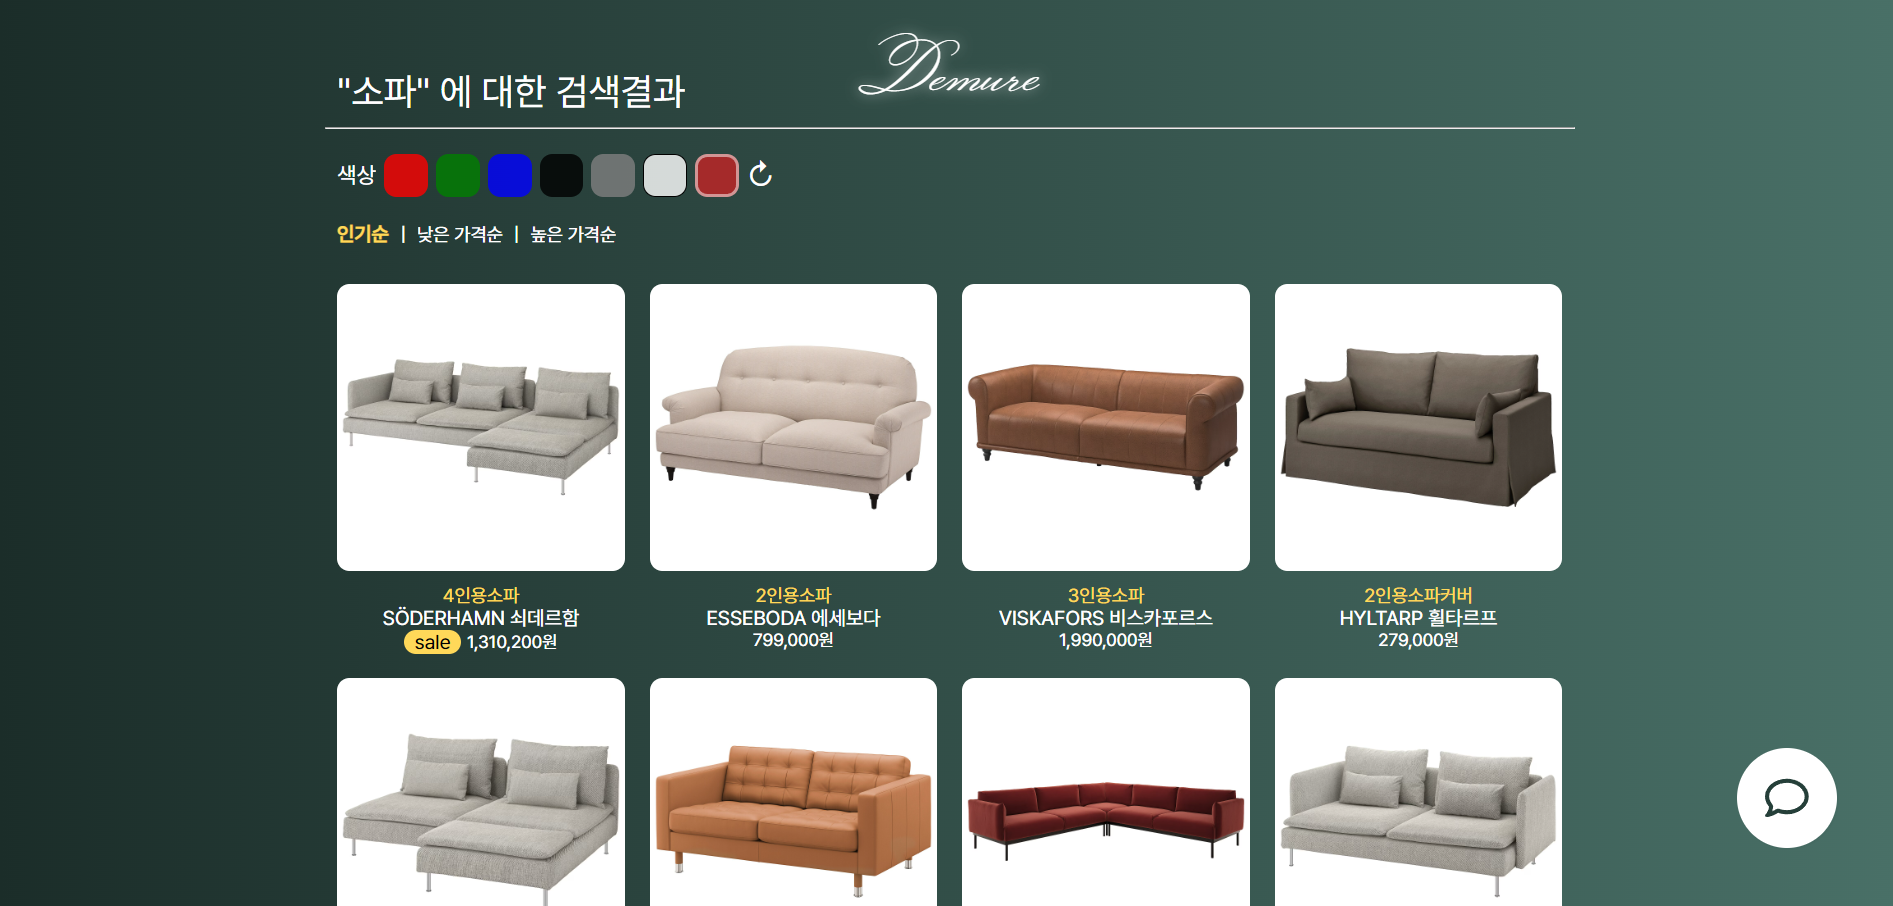 Demure
"소파" 에 대한 검색결과
색상
인기순 | 낮은 가격순 | 높은 가격순
4인용소파
SÖDERHAMN 쇠데르함
sale 1,310,200원
2인용소파
ESSEBODA 에세보다
799,000원
3인용소파
VISKAFORS 비스카포르스
1,990,000원
2인용소파커버
HYLTARP 휠타르프
279,000원